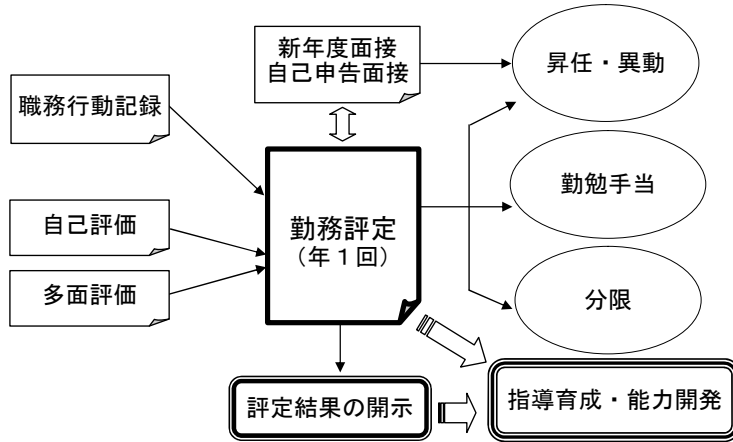 新年度面接
自己申告面接
昇任・異動
職務行動記録
勤務評定
（年１回）
勤勉手当
自己評価
多面評価
分限
評定結果の開示
指導育成・能力開発